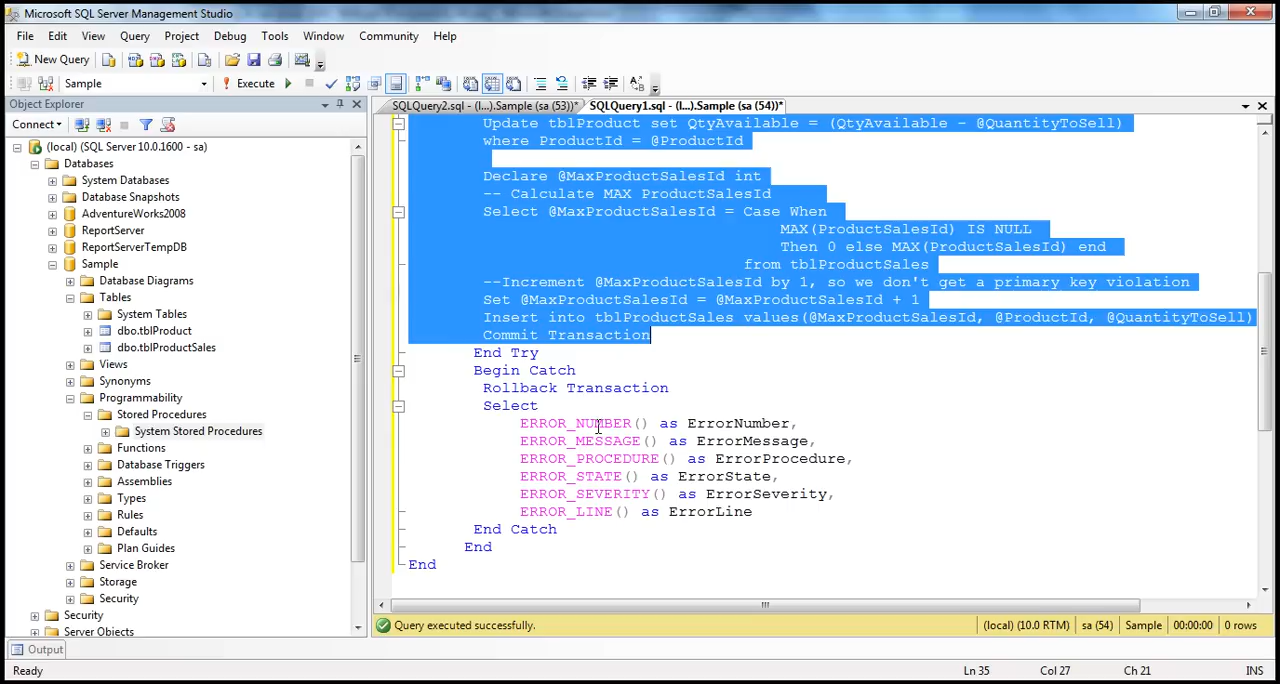 Microsoft SQL Server Management Studio
File Edit View Query Project Debug Tools Window Community Help
New Query
Sample Execute
Object Explorer
Connect
(local) (SQL Server 10.0.1600 - sa)
Databases
System Databases
Database Snapshots
AdventureWorks2008
ReportServer
ReportServerTempDB
Sample
Database Diagrams
Tables
System Tables
dbo.tblProduct
dbo.tblProductSales
Views
Synonyms
Programmability
Stored Procedures
System Stored Procedures
Functions
Database Triggers
Assemblies
Types
Rules
Defaults
Plan Guides
Service Broker
Storage
Security
Security
Server Objects
SQLQuery2.sql - (l...).Sample (sa (53))* SQLQuery1.sql - (l...).Sample (sa (54))*
Update tblProduct set QtyAvailable = (QtyAvailable - @QuantityToSell)
where ProductId = @ProductId
Declare @MaxProductSalesId int
-- Calculate MAX ProductSalesId
Select @MaxProductSalesId = Case When
MAX(ProductSalesId) IS NULL
Then 0 else MAX(ProductSalesId) end
from tblProductSales
--Increment @MaxProductSalesId by 1, so we don't get a primary key violation
Set @MaxProductSalesId = @MaxProductSalesId + 1
Insert into tblProductSales values(@MaxProductSalesId, @ProductId, @QuantityToSell)
Commit Transaction
End Try
Begin Catch
Rollback Transaction
Select
ERROR_NUMBER() as ErrorNumber,
ERROR_MESSAGE() as ErrorMessage,
ERROR_PROCEDURE() as ErrorProcedure,
ERROR_STATE() as ErrorState,
ERROR_SEVERITY() as ErrorSeverity,
ERROR_LINE() as ErrorLine
End Catch
End
End
Query executed successfully. (local) (10.0 RTM) sa (54) Sample 00:00:00 0 rows
Output
Ready Ln 35 Col 27 Ch 21 INS